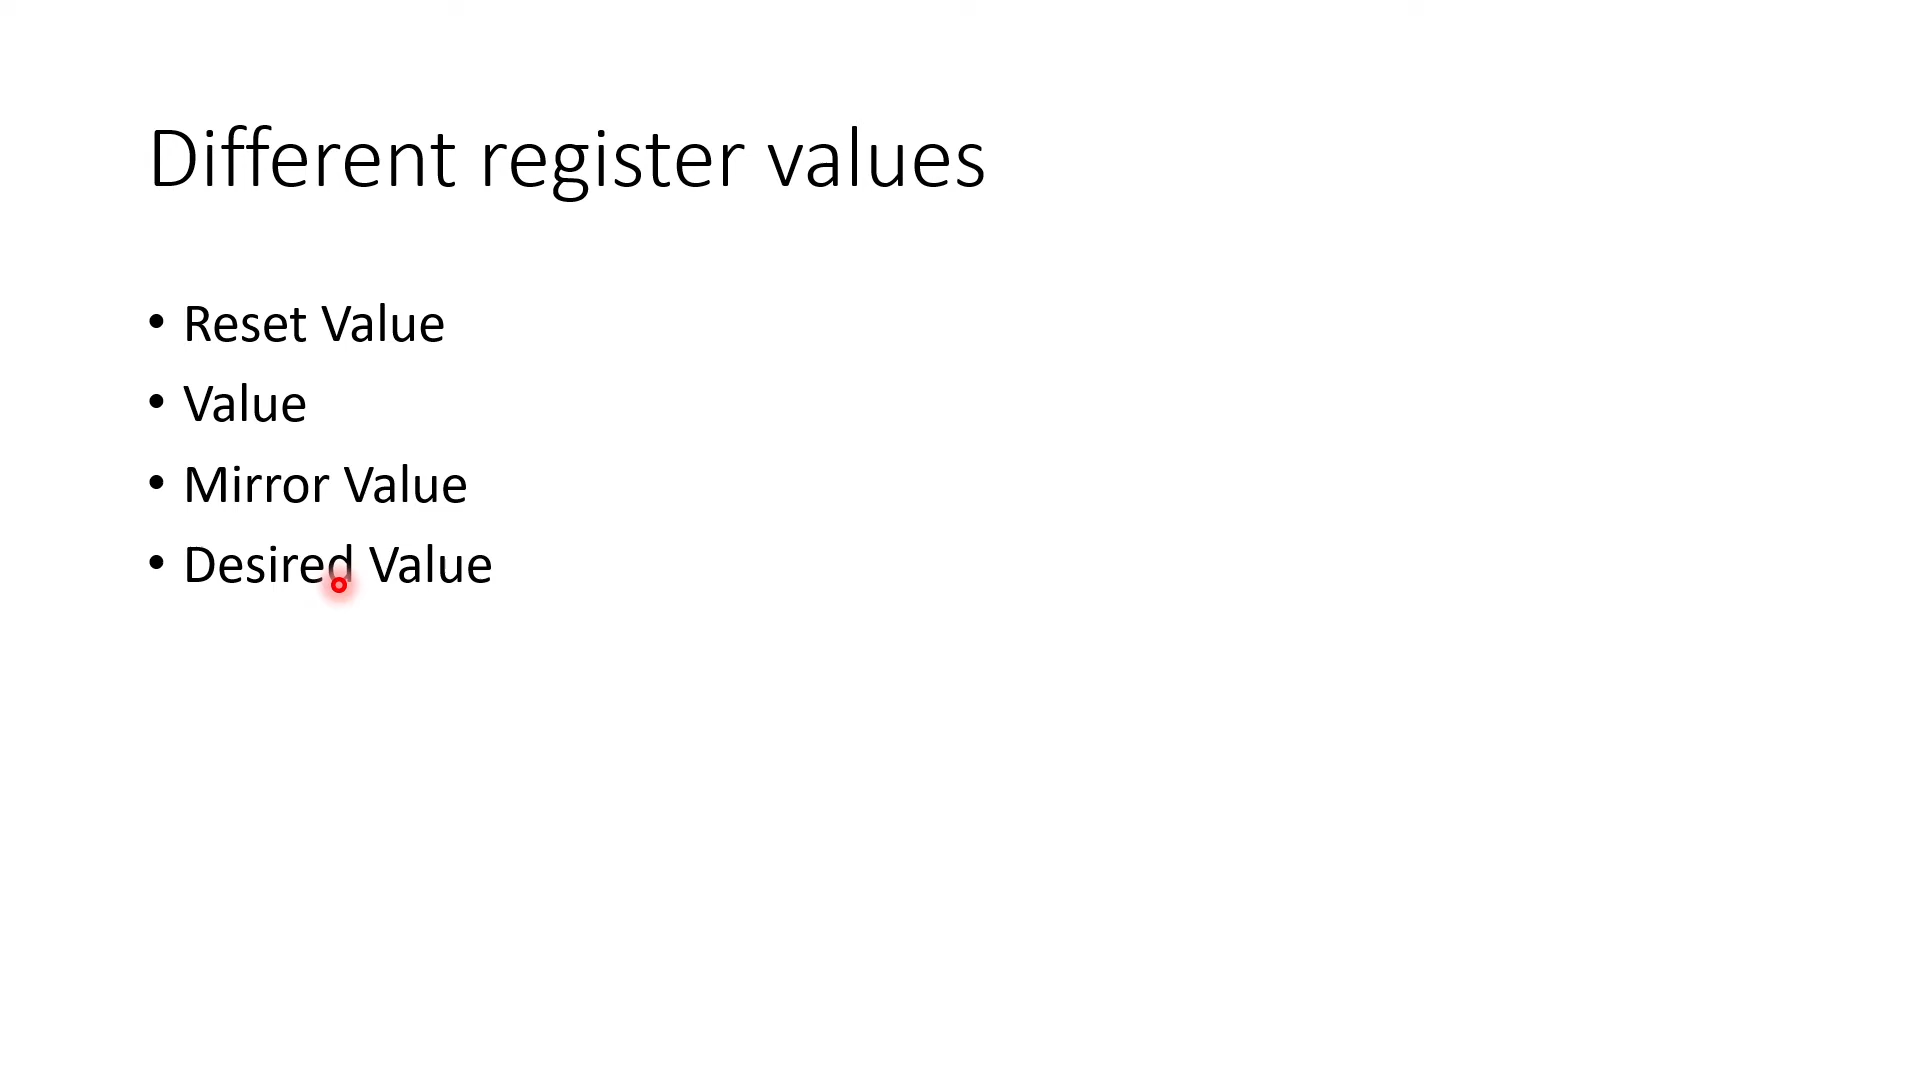 Different register values
• Reset Value
• Value
• Mirror Value
• Desired Value